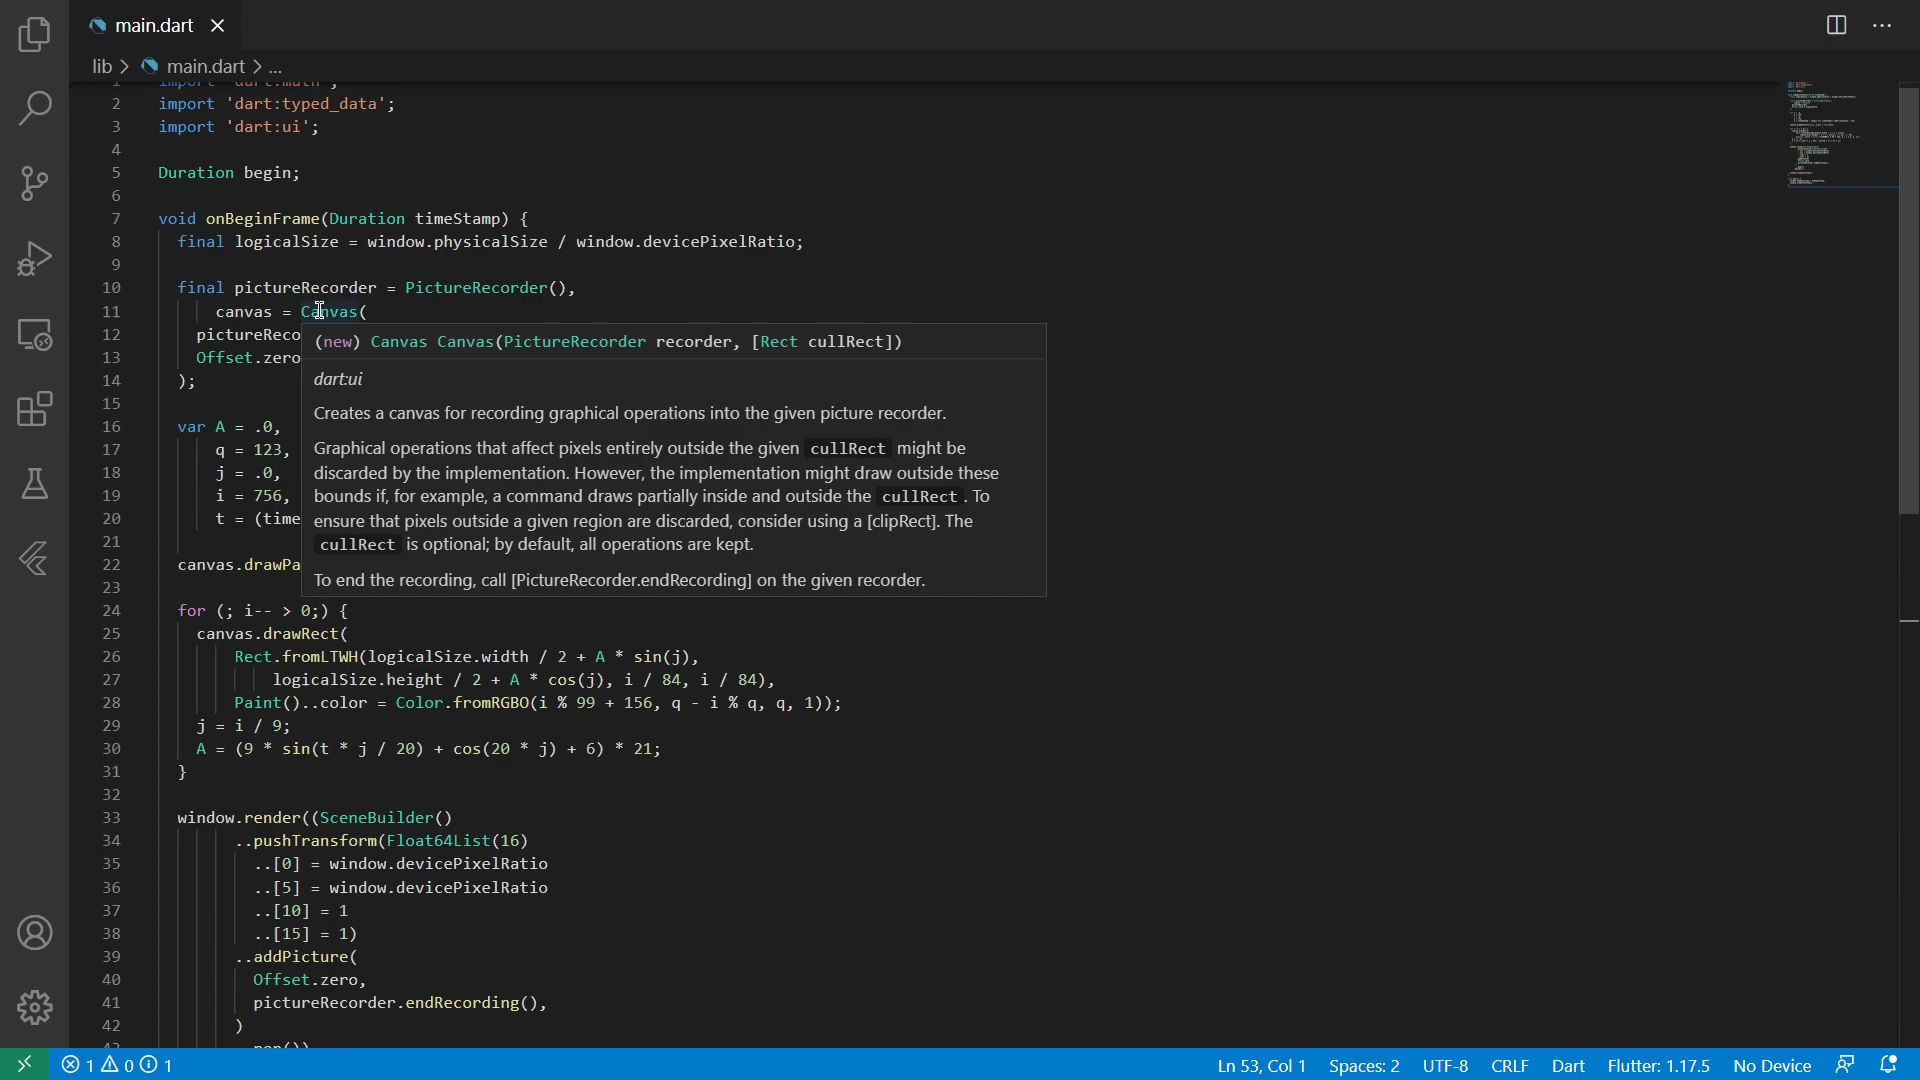 main.dart
lib > main.dart > ...
1 import 'dart:math';
2 import 'dart:typed_data';
3 import 'dart:ui';
4
5 Duration begin;
6
7 void onBeginFrame(Duration timeStamp) {
8 final logicalSize = window.physicalSize / window.devicePixelRatio;
9
10 final pictureRecorder = PictureRecorder(),
11 canvas = Canvas(
12 pictureReco
13 Offset.zero
14 );
15
16 var A = .0,
17 q = 123,
18 j = .0,
19 i = 756,
20 t = (time
21
22 canvas.drawPa
23
(new) Canvas Canvas(PictureRecorder recorder, [Rect cullRect])
dart:ui
Creates a canvas for recording graphical operations into the given picture recorder.
Graphical operations that affect pixels entirely outside the given cullRect might be
discarded by the implementation. However, the implementation might draw outside these
bounds if, for example, a command draws partially inside and outside the cullRect . To
ensure that pixels outside a given region are discarded, consider using a [clipRect]. The
cullRect is optional; by default, all operations are kept.
To end the recording, call [PictureRecorder.endRecording] on the given recorder.
24 for (; i-- > 0;) {
25 canvas.drawRect(
26 Rect.fromLTWH(logicalSize.width / 2 + A * sin(j),
27 logicalSize.height / 2 + A * cos(j), i / 84, i / 84),
28 Paint()..color = Color.fromRGBO(i % 99 + 156, q - i % q, q, 1));
29 j = i / 9;
30 A = (9 * sin(t * j / 20) + cos(20 * j) + 6) * 21;
31 }
32
33 window.render((SceneBuilder()
34 ..pushTransform(Float64List(16)
35 ..[0] = window.devicePixelRatio
36 ..[5] = window.devicePixelRatio
37 ..[10] = 1
38 ..[15] = 1)
39 ..addPicture(
40 Offset.zero,
41 pictureRecorder.endRecording(),
42 )
43 ..pop())
1 0 1
Ln 53, Col 1 Spaces: 2 UTF-8 CRLF Dart Flutter: 1.17.5 No Device